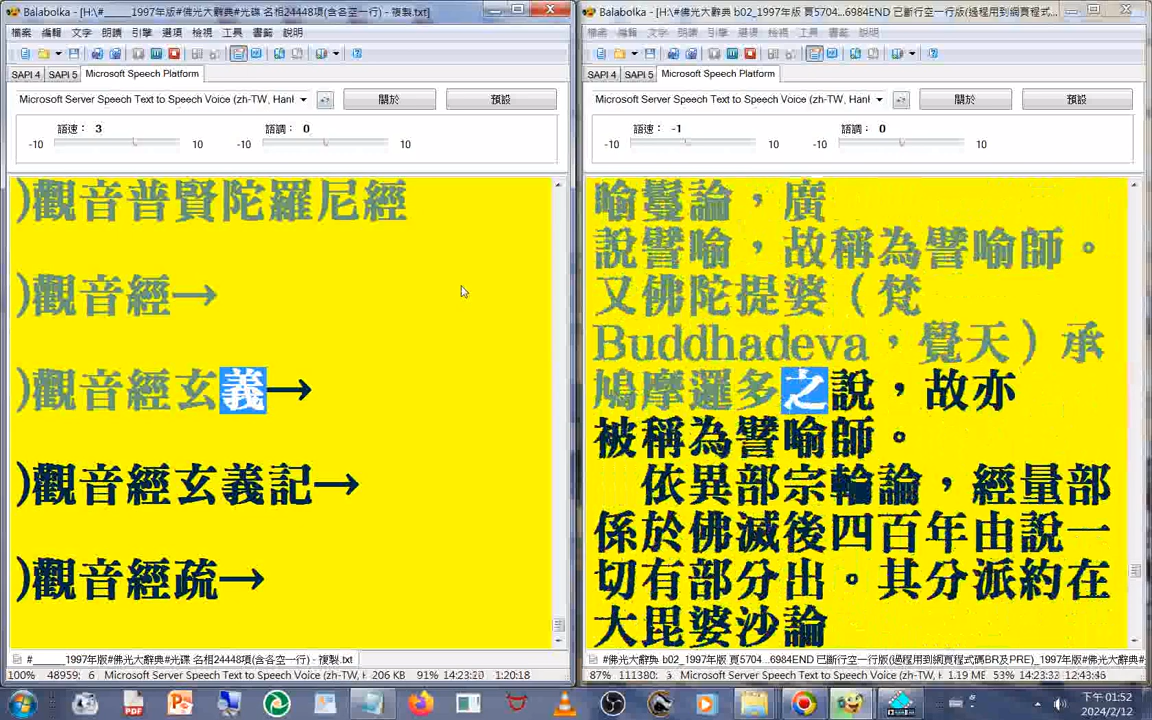 Balabolka - [H:\#_____1997年版#佛光大辭典#光碟 名相24448項(含各空一行) - 複製.txt]
檔案 編輯 文字 朗讀 引擎 選項 檢視 工具 書籤 說明
SAPI 4 SAPI 5 Microsoft Speech Platform
Microsoft Server Speech Text to Speech Voice (zh-TW, Han
關於 預設
語速： 3 語調： 0
-10 10 -10 10
)觀音普賢陀羅尼經
)觀音經→
)觀音經玄義→
)觀音經玄義記→
)觀音經疏→
#_____1997年版#佛光大辭典#光碟 名相24448項(含各空一行) - 複製.txt
100% 48959: 6 Microsoft Server Speech Text to Speech Voice (zh-TW, H 206 KB 91% 14:23:20 1:20:18
Balabolka - [H:\#佛光大辭典 b02_1997年版 頁5704...6984END 已斷行空一行版(過程用到網頁程式...
檔案 編輯 文字 朗讀 引擎 選項 檢視 工具 書籤 說明
SAPI 4 SAPI 5 Microsoft Speech Platform
Microsoft Server Speech Text to Speech Voice (zh-TW, Han
關於 預設
語速： -1 語調： 0
-10 10 -10 10
喻鬘論，廣
說譬喻，故稱為譬喻師。
又佛陀提婆（梵
Buddhadeva，覺天）承
鳩摩邏多之說，故亦
被稱為譬喻師。
依異部宗輪論，經量部
係於佛滅後四百年由說一
切有部分出。其分派約在
大毘婆沙論
#佛光大辭典 b02_1997年版 頁5704...6984END 已斷行空一行版(過程用到網頁程式碼BR及PRE)_1997年版#佛光大辭典#
87% 111380: Microsoft Server Speech Text to Speech Voice (zh-TW, 1.19 MB 53% 14:23:33 12:43:46
下午 01:52
2024/2/12